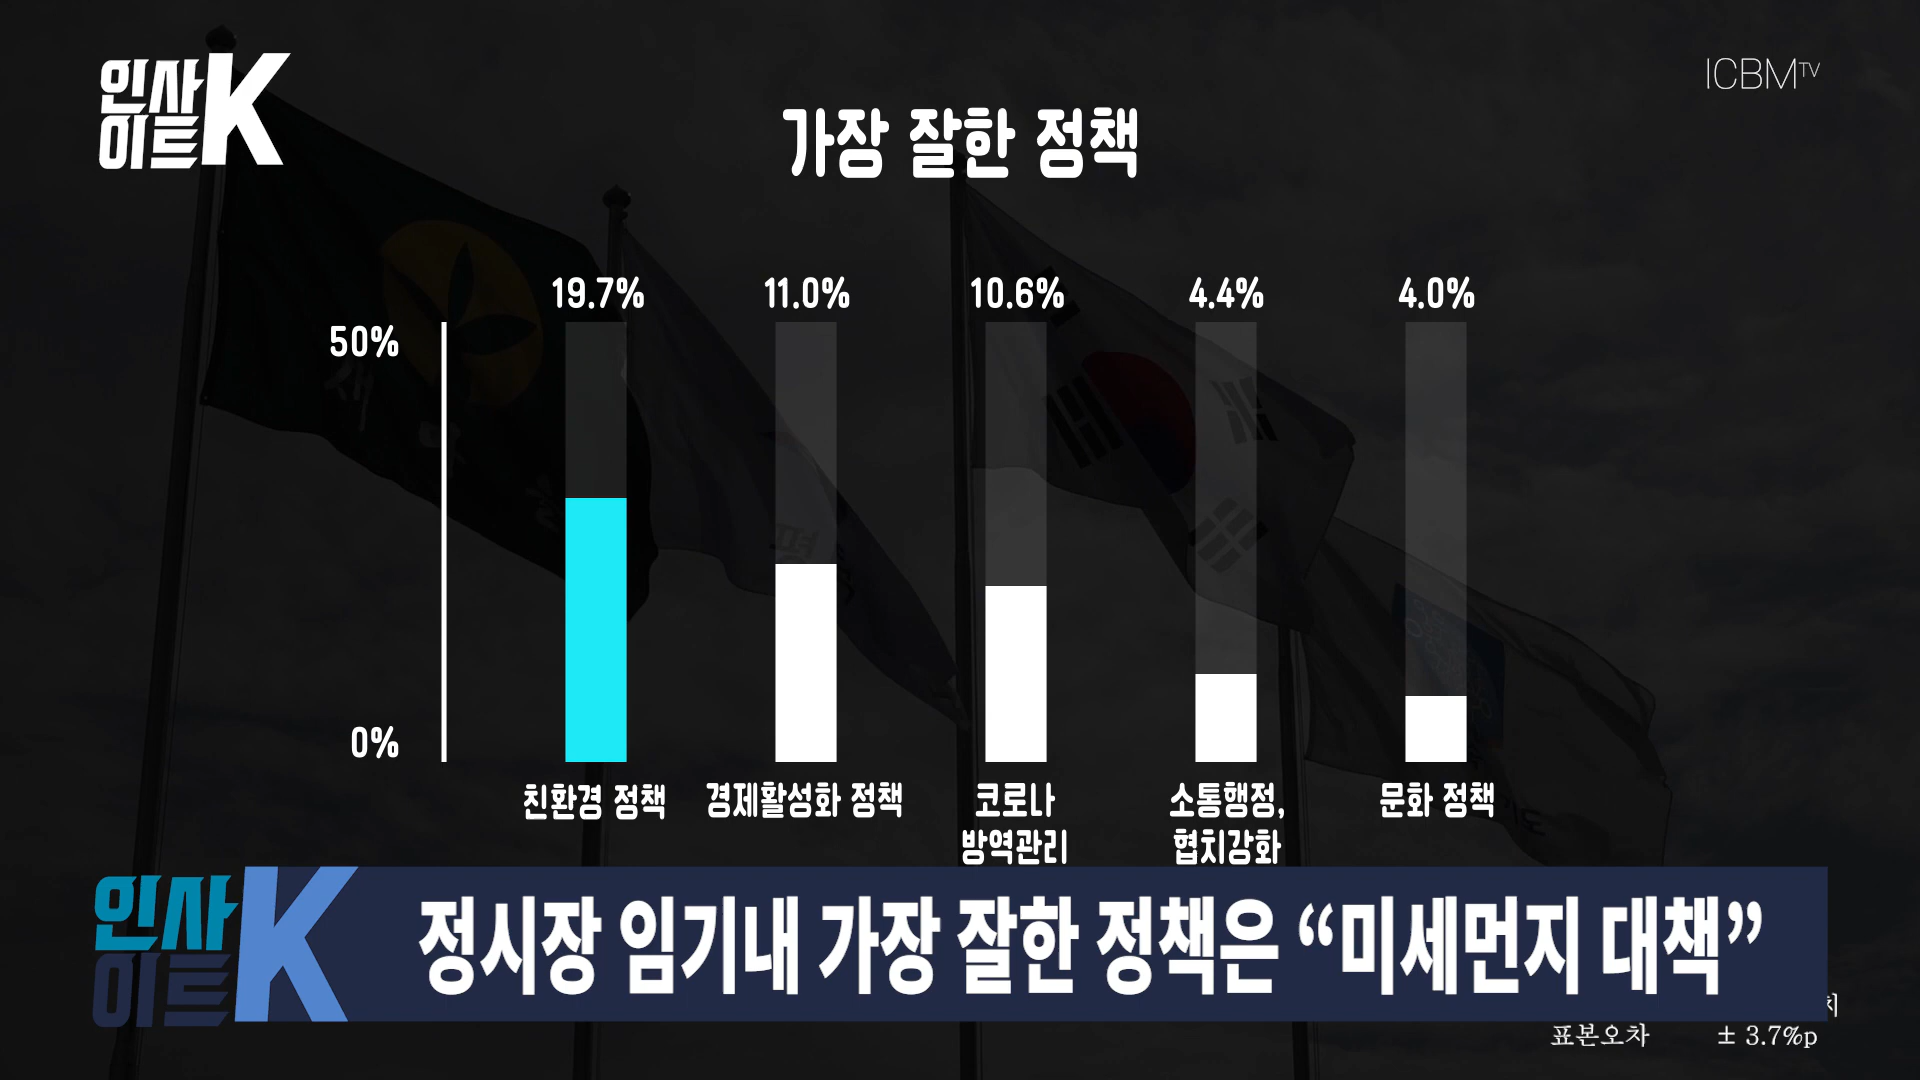 인사
이트K
ICBM TV
가장 잘한 정책
19.7% 11.0% 10.6% 4.4% 4.0%
50%
0%
친환경 정책
경제활성화 정책
코로나
방역관리
소통행정,
협치강화
문화 정책
인사
이트K
정시장 임기내 가장 잘한 정책은 “미세먼지 대책”
표본오차 ± 3.7%p